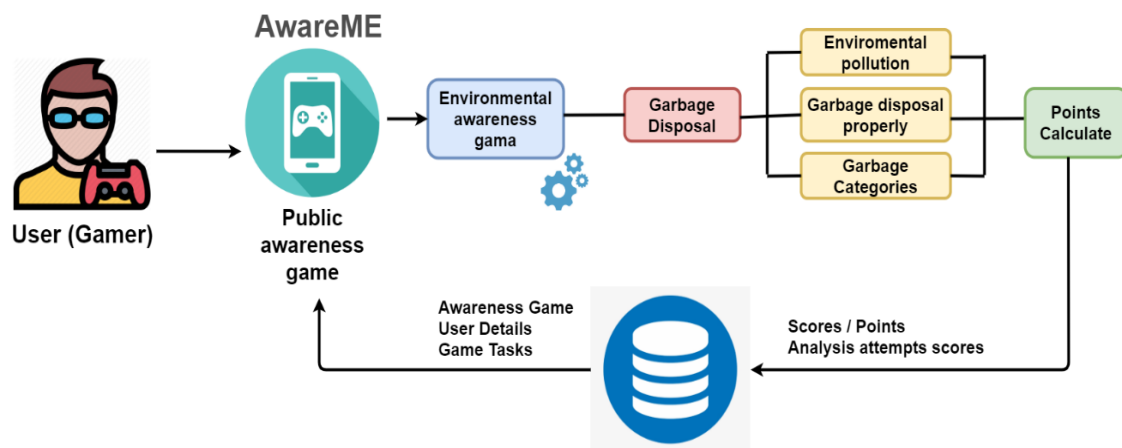 AwareME
User (Gamer)
Public
awareness
game
Environmental
awareness
gama
Garbage
Disposal
Enviromental
pollution
Garbage disposal
properly
Garbage
Categories
Points
Calculate
Awareness Game
User Details
Game Tasks
Scores / Points
Analysis attempts scores